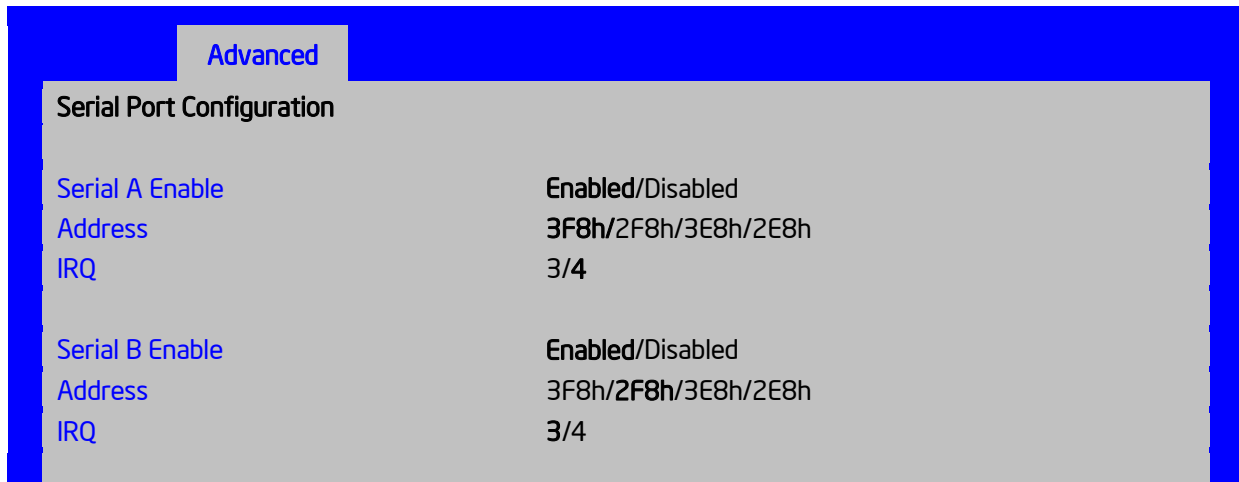 Advanced
Serial Port Configuration
Serial A Enable Enabled/Disabled
Address 3F8h/2F8h/3E8h/2E8h
IRQ 3/4
Serial B Enable Enabled/Disabled
Address 3F8h/2F8h/3E8h/2E8h
IRQ 3/4